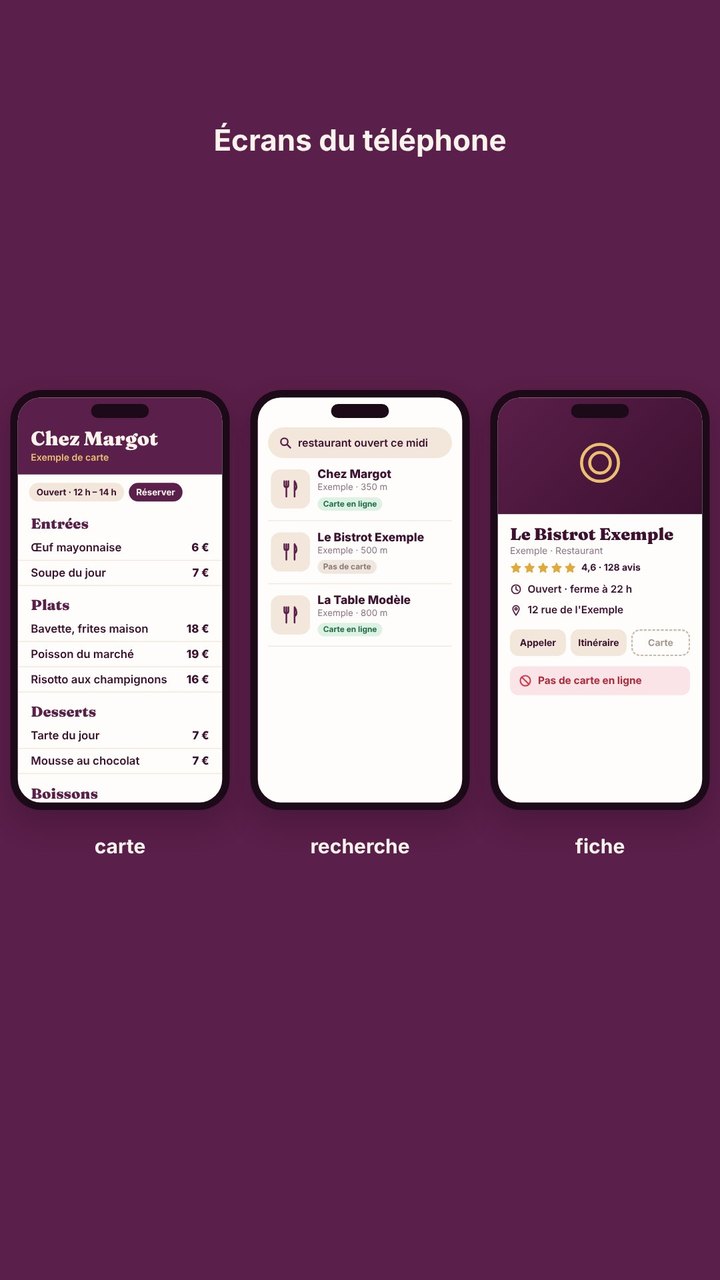 Écrans du téléphone
Chez Margot
Exemple de carte
Ouvert · 12 h – 14 h
Réserver
Entrées
Œuf mayonnaise 6 €
Soupe du jour 7 €
Plats
Bavette, frites maison 18 €
Poisson du marché 19 €
Risotto aux champignons 16 €
Desserts
Tarte du jour 7 €
Mousse au chocolat 7 €
Boissons
carte
restaurant ouvert ce midi
Chez Margot
Exemple · 350 m
Carte en ligne
Le Bistrot Exemple
Exemple · 500 m
Pas de carte
La Table Modèle
Exemple · 800 m
Carte en ligne
recherche
Le Bistrot Exemple
Exemple · Restaurant
4,6 · 128 avis
Ouvert · ferme à 22 h
12 rue de l'Exemple
Appeler Itinéraire Carte
Pas de carte en ligne
fiche